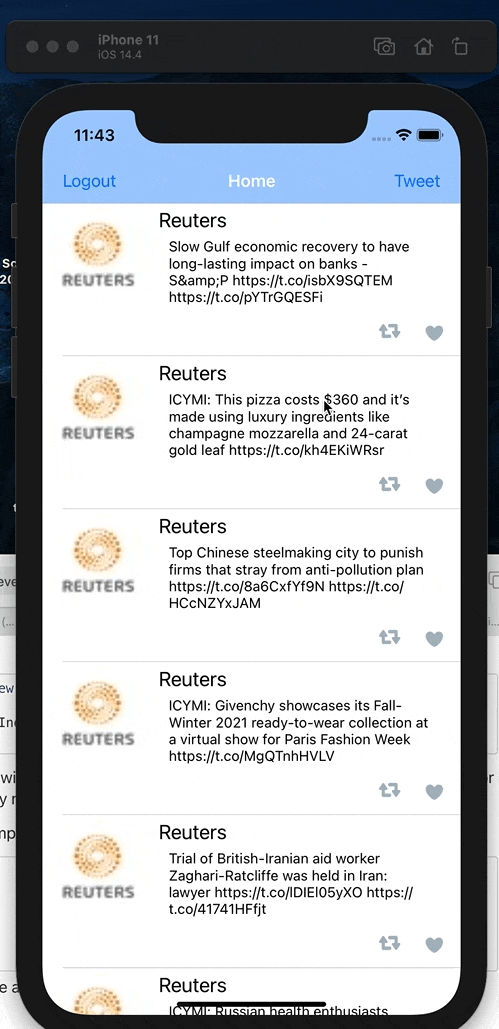 iPhone 11
iOS 14.4
11:43
Logout Home Tweet
Reuters
REUTERS
Slow Gulf economic recovery to have
long-lasting impact on banks -
S&amp;P https://t.co/isbX9SQTEM
https://t.co/pYTrGQESFi
Reuters
REUTERS
ICYMI: This pizza costs $360 and it's
made using luxury ingredients like
champagne mozzarella and 24-carat
gold leaf https://t.co/kh4EKiWRsr
Reuters
REUTERS
Top Chinese steelmaking city to punish
firms that stray from anti-pollution plan
https://t.co/8a6CxfYf9N https://t.co/
HCcNZYxJAM
Reuters
REUTERS
ICYMI: Givenchy showcases its Fall-
Winter 2021 ready-to-wear collection at
a virtual show for Paris Fashion Week
https://t.co/MgQTnhHVLV
Reuters
REUTERS
Trial of British-Iranian aid worker
Zaghari-Ratcliffe was held in Iran:
lawyer https://t.co/lDIEl05yXO https://
t.co/41741HFfjt
Reuters
ICYMI: Russian health enthusiasts